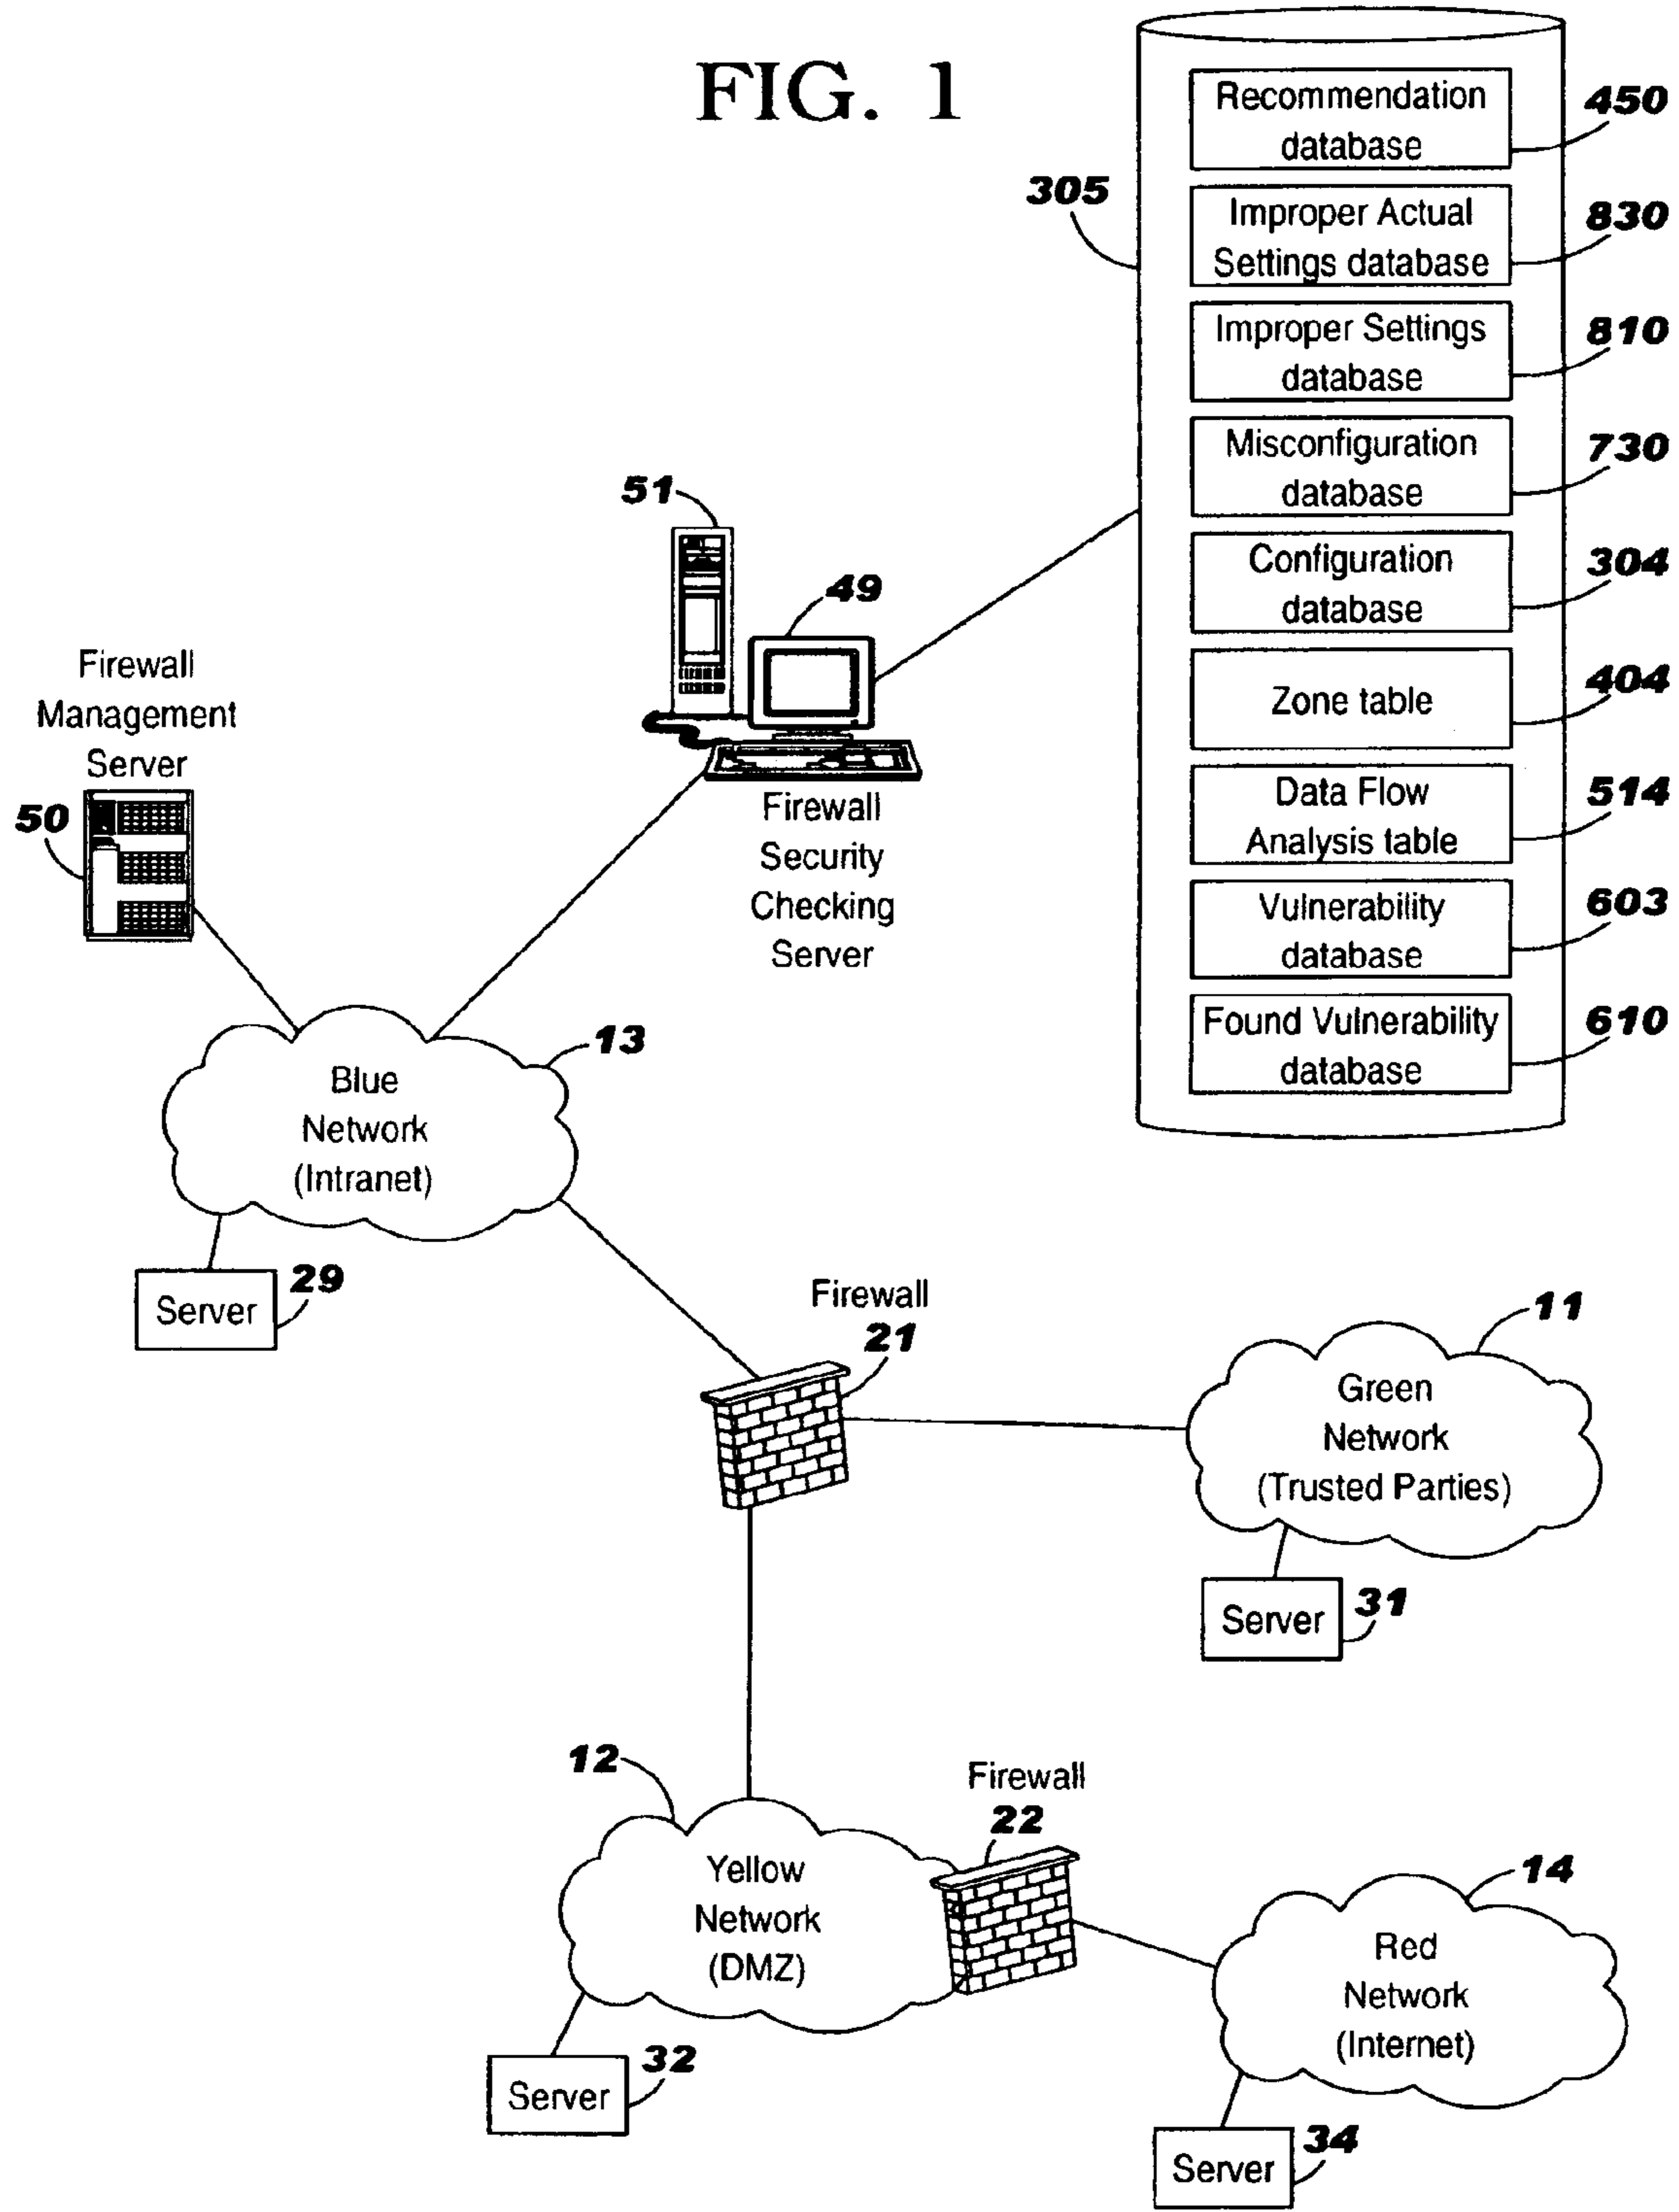 FIG. 1
Recommendation
database
450
305
Improper Actual
Settings database
830
Improper Settings
database
810
Misconfiguration
database
730
Configuration
database
304
Zone table
404
Data Flow
Analysis table
514
Vulnerability
database
603
Found Vulnerability
database
610
51
49
Firewall
Security
Checking
Server
Firewall
Management
Server
50
13
Blue
Network
(Intranet)
Server
29
Firewall
21
11
Green
Network
(Trusted Parties)
Server
31
12
Yellow
Network
(DMZ)
Firewall
22
Server
32
14
Red
Network
(Internet)
Server
34